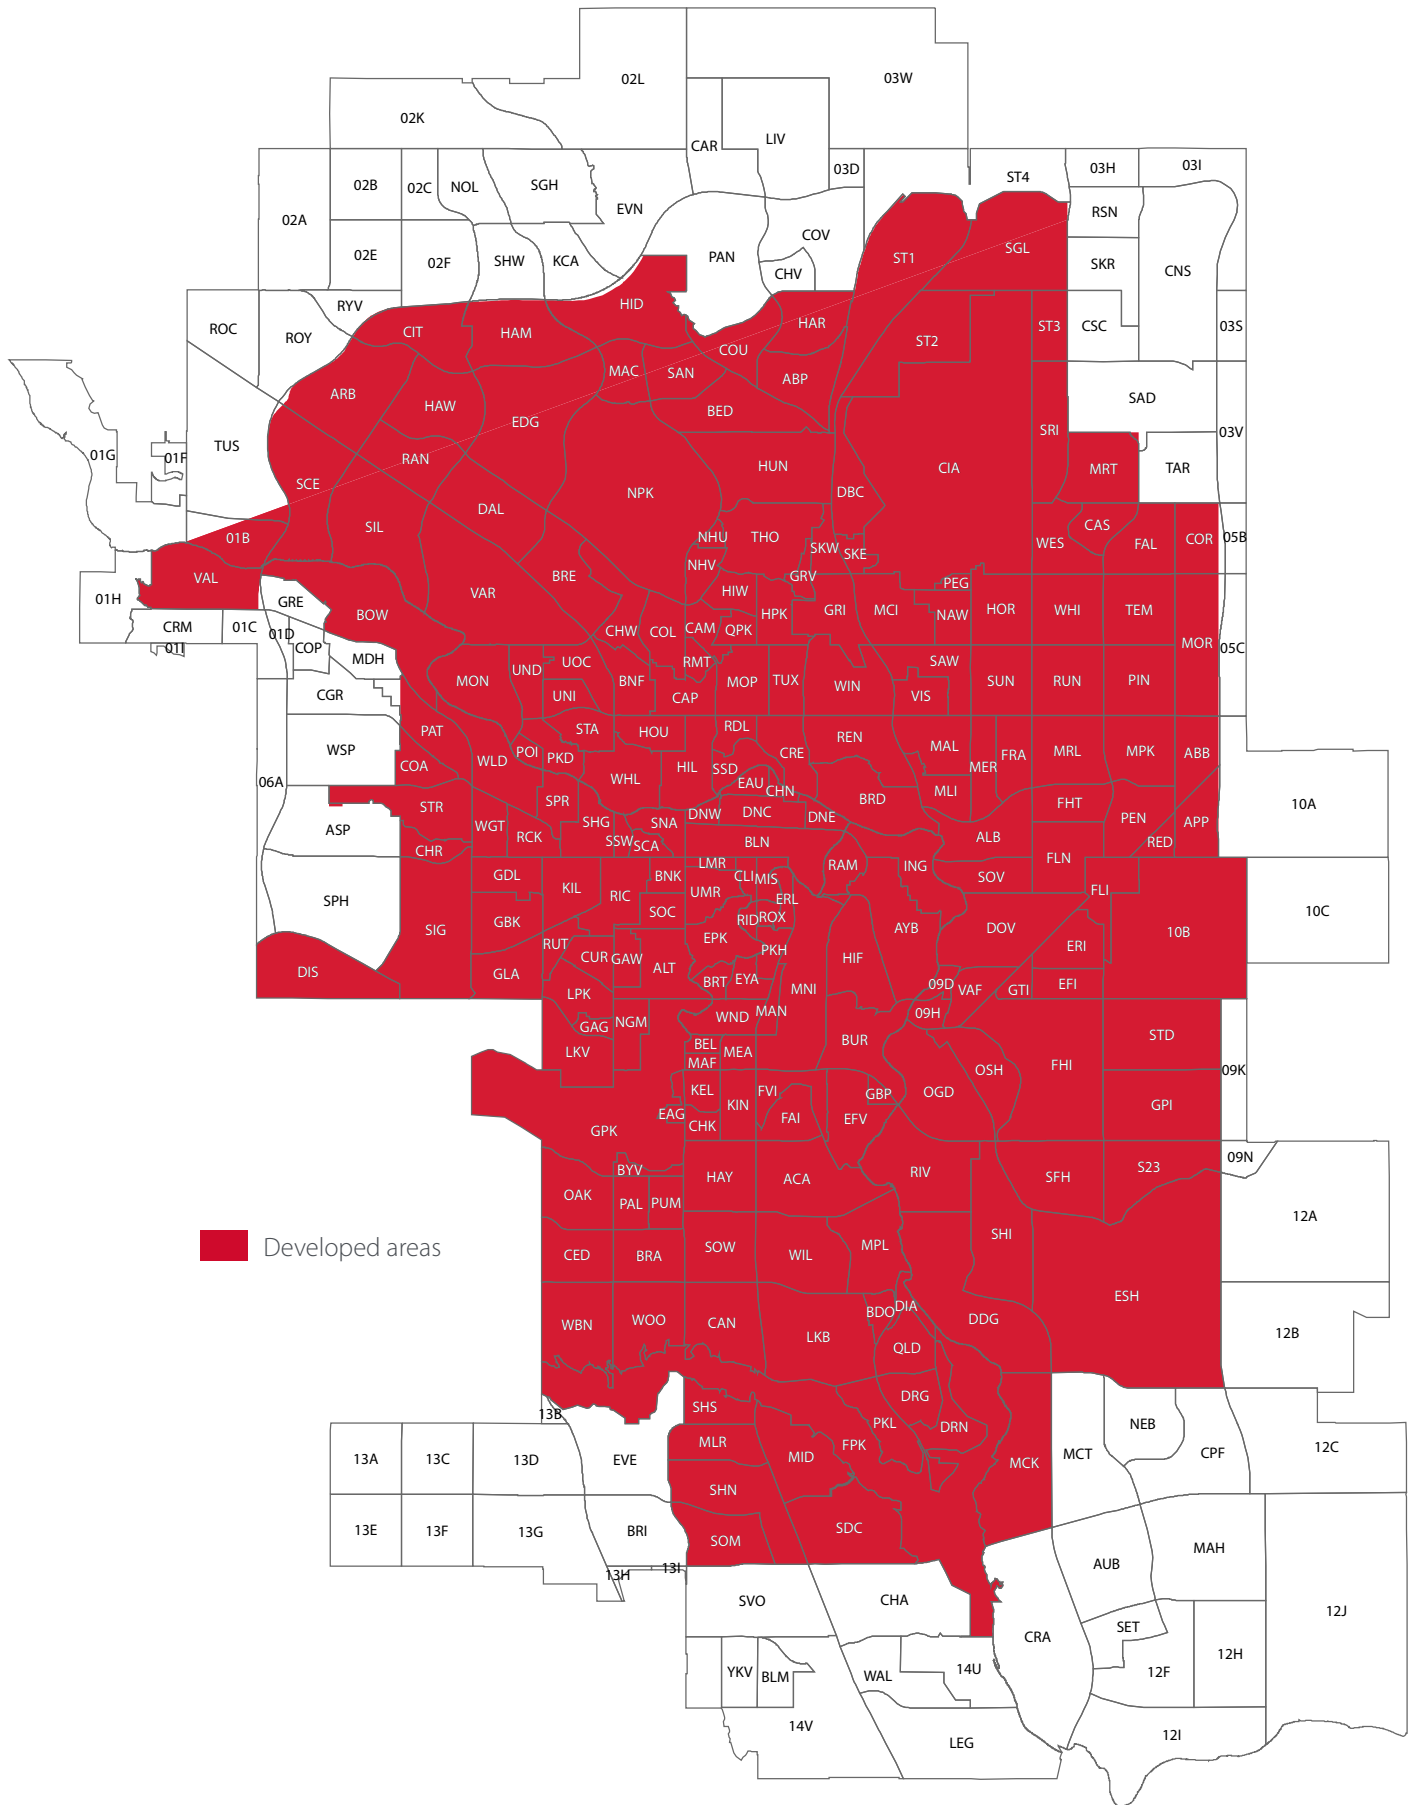 02L
03W
02K
CAR
LIV
03D
ST4
03H
03I
02B
02C
NOL
SGH
EVN
RSN
02A
02E
02F
SHW
KCA
PAN
COV
CHV
ST1
SGL
SKR
CNS
RYV
ROC
ROY
CIT
HAM
HID
HAR
COU
ST2
ST3
CSC
03S
ARB
HAW
EDG
MAC
SAN
ABP
BED
SAD
03V
01G
01F
TUS
RAN
SCE
SIL
DAL
NPK
HUN
DBC
CIA
SRI
MRT
TAR
01B
VAL
NHU
THO
SKW
SKE
WES
CAS
FAL
COR
05B
01H
GRE
BOW
VAR
BRE
NHV
HIW
GRV
HPK
GRI
MCI
PEG
NAW
HOR
WHI
TEM
CRM
01C
01D
01I
COP
MDH
CHW
COL
CAM
QPK
RMT
MOR
05C
CGR
MON
UND
UOC
UNI
BNF
CAP
MOP
TUX
WIN
SAW
VIS
SUN
RUN
PIN
WSP
PAT
COA
WLD
POI
PKD
STA
HOU
RDL
CRE
REN
MAL
MER
FRA
MRL
MPK
ABB
06A
WHL
HIL
SSD
EAU
CHN
BRD
MLI
FHT
PEN
APP
RED
10A
ASP
STR
CHR
WGT
RCK
SPR
SHG
SSW
SCA
SNA
DNW
DNC
DNE
BLN
ALB
FLN
SPH
GDL
KIL
RIC
BNK
LMR
UMR
CLI
MIS
RAM
ING
SOV
FLI
10C
SIG
GBK
SOC
ERL
RID
ROX
AYB
DOV
ERI
10B
DIS
GLA
RUT
CUR
GAW
ALT
EPK
PKH
BRT
EYA
MNI
HIF
09D
VAF
GTI
EFI
LPK
GAG
NGM
LKV
WND
MAN
BEL
MAF
MEA
BUR
09H
OSH
FHI
STD
09K
GPK
EAG
KEL
CHK
KIN
FVI
FAI
GBP
EFV
OGD
GPI
BYV
OAK
PAL
PUM
HAY
ACA
RIV
SFH
S23
09N
12A
CED
BRA
SOW
WIL
MPL
SHI
Developed areas
WBN
WOO
CAN
LKB
BDO
DIA
QLD
DDG
ESH
12B
13B
SHS
MLR
DRG
PKL
DRN
FPK
MID
MCK
MCT
NEB
CPF
12C
13A
13C
13D
EVE
SHN
13E
13F
13G
BRI
SOM
SDC
13H
13I
AUB
MAH
12J
SVO
CHA
CRA
SET
12F
12H
YKV
BLM
WAL
14U
14V
LEG
12I